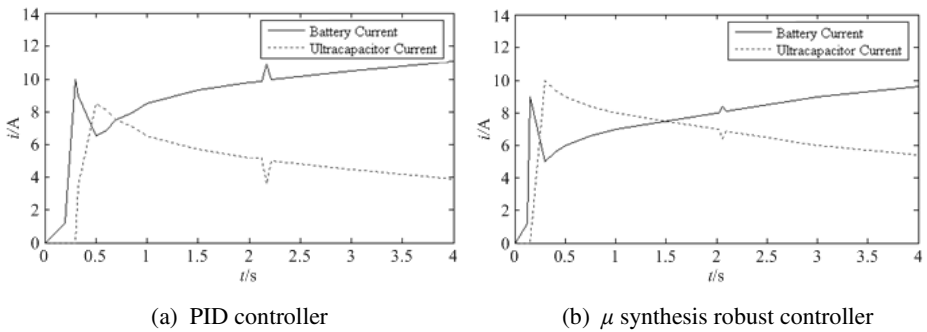 14
12
10
8
6
4
2
0
i/A
Battery Current
Ultracapacitor Current
0 0.5 1 1.5 2 2.5 3 3.5 4
t/s
(a) PID controller
14
12
10
8
6
4
2
0
i/A
Battery Current
Ultracapacitor Current
0 0.5 1 1.5 2 2.5 3 3.5 4
t/s
(b) μ synthesis robust controller